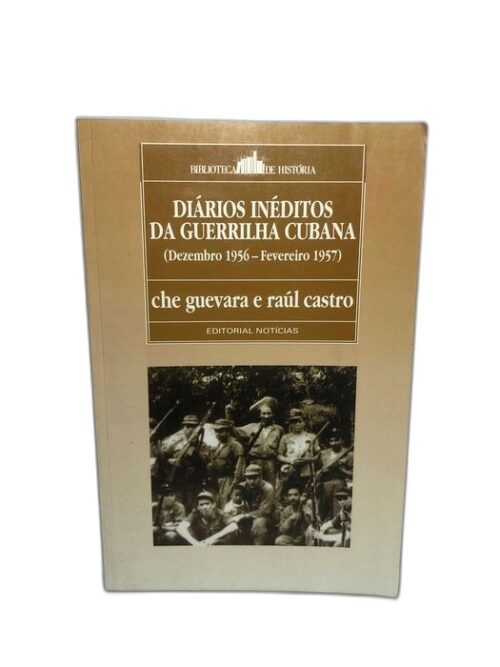 BIBLIOTECA DE HISTÓRIA
DIÁRIOS INÉDITOS
DA GUERRILHA CUBANA
(Dezembro 1956 – Fevereiro 1957)
che guevara e raúl castro
EDITORIAL NOTÍCIAS